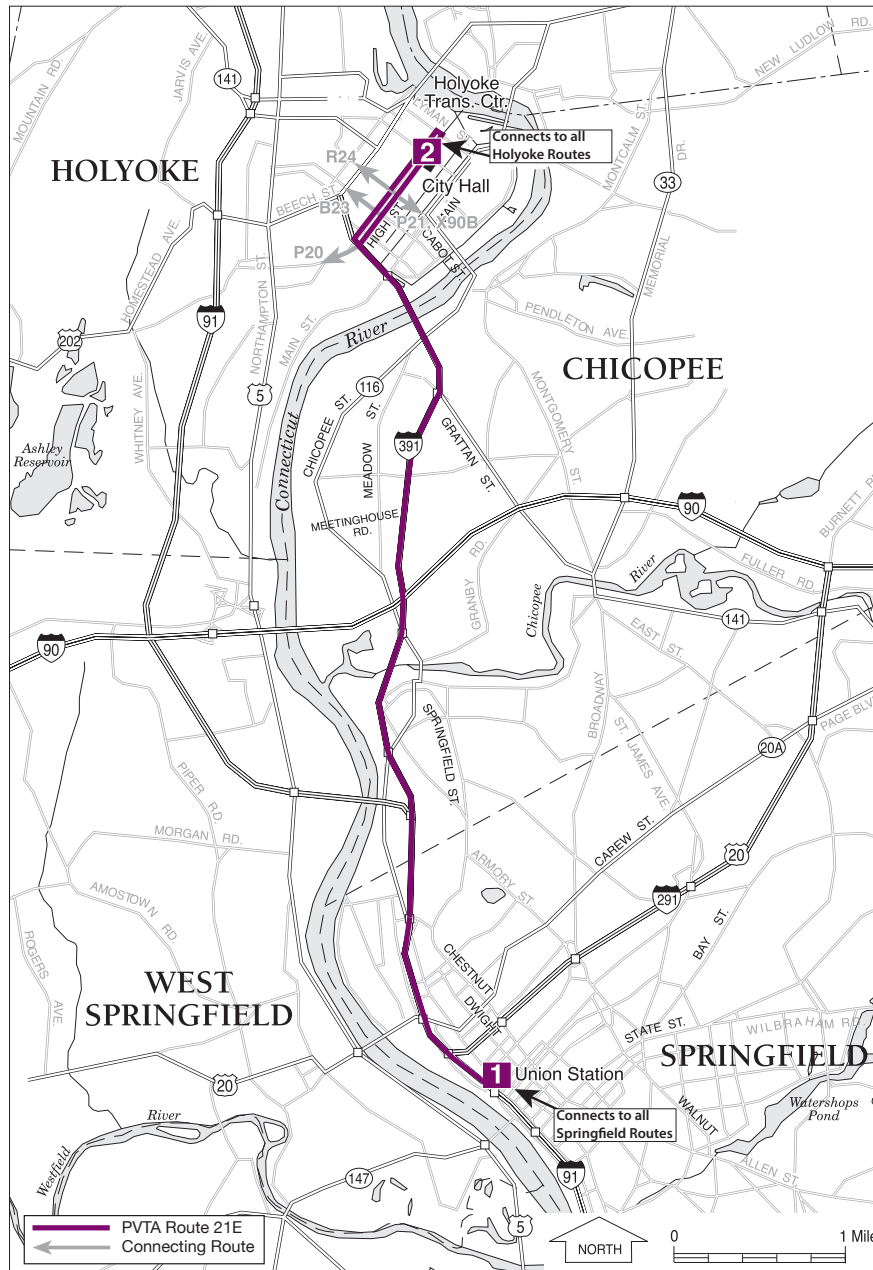 MOUNTAIN RD.
JARVIS AVE.
141
NEW LUDLOW RD.
Holyoke
Trans. Ctr.
LYMAN ST.
Connects to all
Holyoke Routes
2
MONTCALM ST.
DR.
33
R24
HOLYOKE
City Hall
BEECH ST.
B23
P21
X90B
MAIN
HIGH ST.
CABOT ST.
P20
HOMESTEAD AVE.
NORTHAMPTON ST.
MEMORIAL
91
202
River
MAIN ST.
PENDLETON AVE.
5
CHICOPEE
116
WHITNEY AVE.
CHICOPEE ST.
MEADOW ST.
MONTGOMERY ST.
Connecticut
GRATTAN ST.
Ashley
Reservoir
391
90
MEETINGHOUSE
RD.
BURNETT R
GRANBY RD.
FULLER RD.
River
Chicopee
141
90
EAST ST.
SPRINGFIELD ST.
BROADWAY
ST. JAMES AVE.
PAGE BLV
20A
PIPER RD.
MORGAN RD.
CAREW ST.
20
ARMORY ST.
291
AMOSTOWN RD.
BAY ST.
ROGERS AVE.
CHESTNUT
DWIGHT
WEST
SPRINGFIELD
STATE ST.
WILBRAHAM RD.
SPRINGFIELD
1
Union Station
20
Connects to all
Springfield Routes
WALNUT
Watershops
Pond
River
Westfield
ALLEN ST.
147
91
5
PVTA Route 21E
Connecting Route
NORTH
0
1 Mile